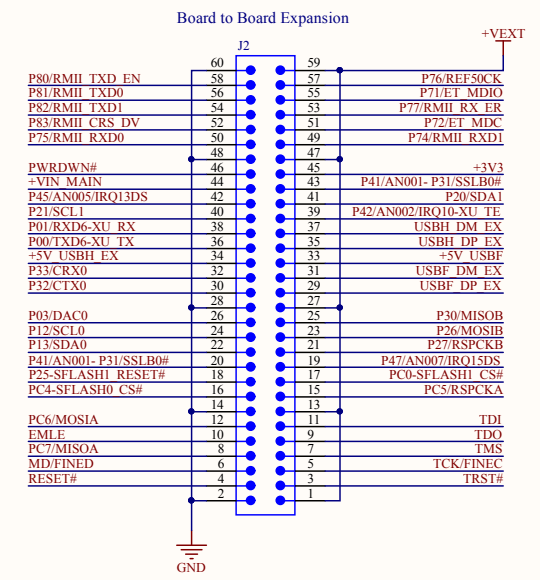 Board to Board Expansion
+VEXT
J2
60 59
P80/RMII_TXD_EN 58 57 P76/REF50CK
P81/RMII_TXD0 56 55 P71/ET_MDIO
P82/RMII_TXD1 54 53 P77/RMII_RX_ER
P83/RMII_CRS_DV 52 51 P72/ET_MDC
P75/RMII_RXD0 50 49 P74/RMII_RXD1
48 47
PWRDWN# 46 45 +3V3
+VIN_MAIN 44 43 P41/AN001- P31/SSLB0#
P45/AN005/IRQ13DS 42 41 P20/SDA1
P21/SCL1 40 39 P42/AN002/IRQ10-XU_TE
P01/RXD6-XU_RX 38 37 USBH_DM_EX
P00/TXD6-XU_TX 36 35 USBH_DP_EX
+5V_USBH_EX 34 33 +5V_USBF
P33/CRX0 32 31 USBF_DM_EX
P32/CTX0 30 29 USBF_DP_EX
28 27
P03/DAC0 26 25 P30/MISOB
P12/SCL0 24 23 P26/MOSIB
P13/SDA0 22 21 P27/RSPCKB
P41/AN001- P31/SSLB0# 20 19 P47/AN007/IRQ15DS
P25-SFLASH1_RESET# 18 17 PC0-SFLASH1_CS#
PC4-SFLASH0_CS# 16 15 PC5/RSPCKA
14 13
PC6/MOSIA 12 11 TDI
EMLE 10 9 TDO
PC7/MISOA 8 7 TMS
MD/FINED 6 5 TCK/FINEC
RESET# 4 3 TRST#
2 1
GND